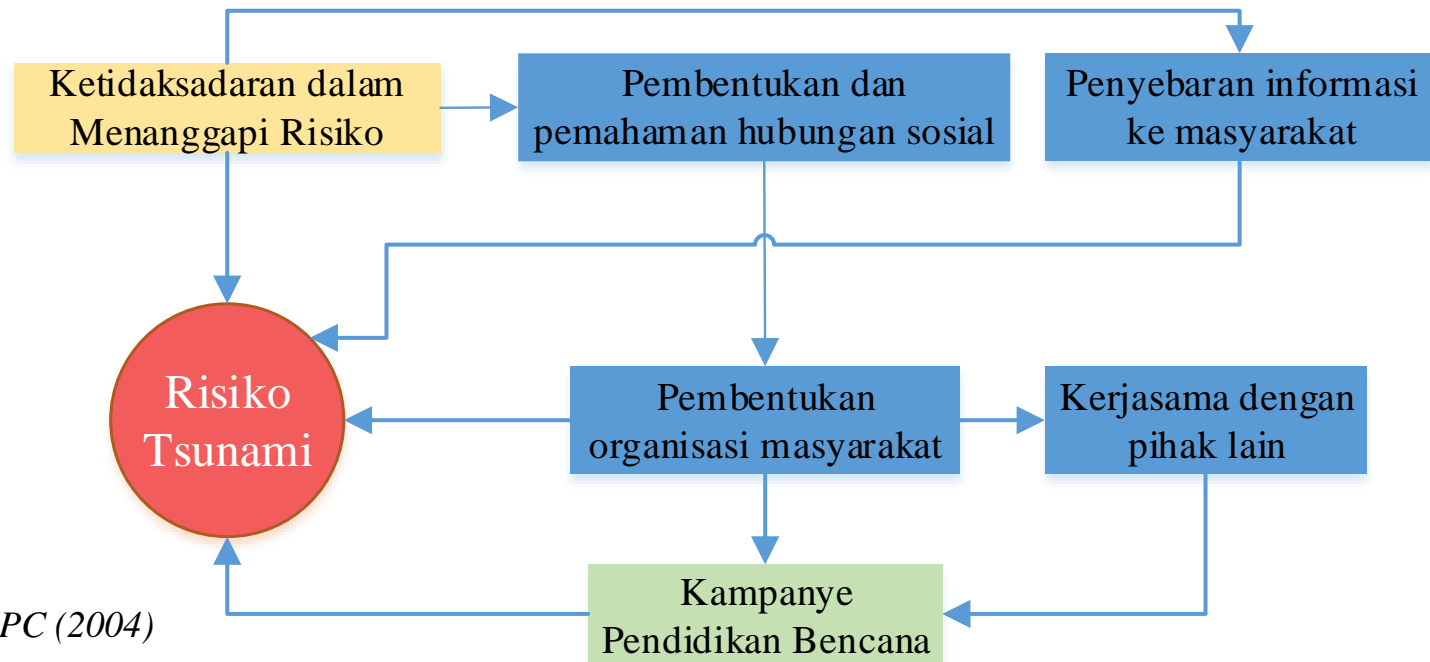 Ketidaksadaran dalam
Menanggapi Risiko
Pembentukan dan
pemahaman hubungan sosial
Penyebaran informasi
ke masyarakat
Risiko
Tsunami
Pembentukan
organisasi masyarakat
Kerjasama dengan
pihak lain
Kampanye
Pendidikan Bencana
PC (2004)